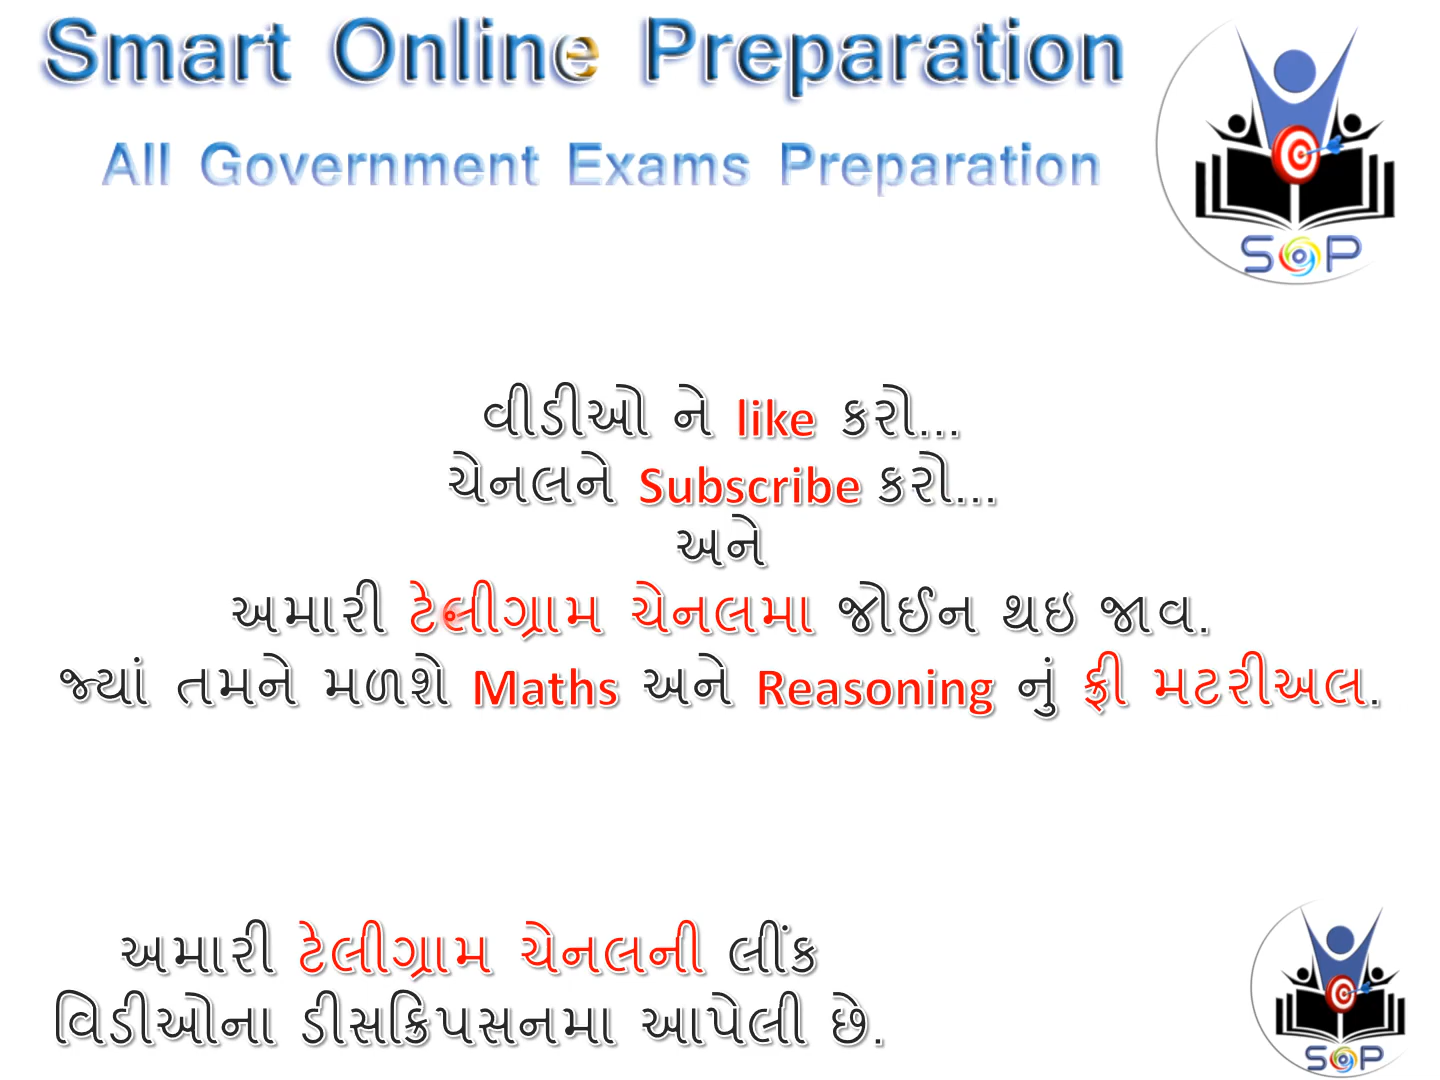 Smart Online Preparation
All Government Exams Preparation
SOP
વીડીઓ ને like કરો...
ચેનલને Subscribe કરો...
અને
અમારી ટેલીગ્રામ ચેનલમા જોઈન થઇ જાવ.
જ્યાં તમને મળશે Maths અને Reasoning નું ફ્રી મટરીઅલ.
અમારી ટેલીગ્રામ ચેનલની લીંક
વિડીઓના ડીસક્રિપસનમા આપેલી છે.
SOP